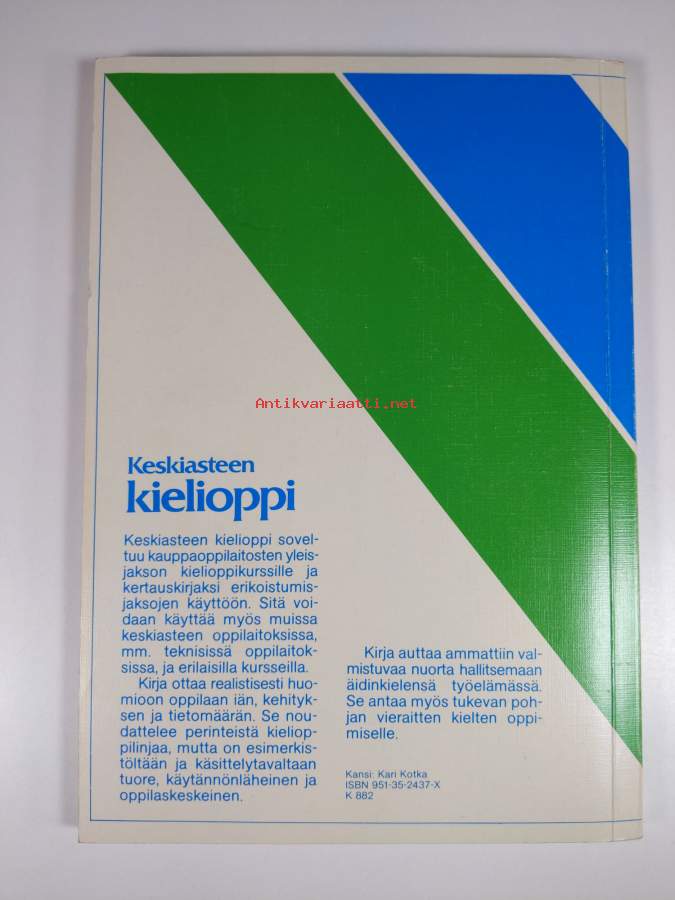 Antikvariaatti.net
Keskiasteen
kielioppi
Keskiasteen kielioppi sovel-
tuu kauppaoppilaitosten yleis-
jakson kielioppikurssille ja
kertauskirjaksi erikoistumis-
jaksojen käyttöön. Sitä voi-
daan käyttää myös muissa
keskiasteen oppilaitoksissa,
mm. teknisissä oppilaitok-
sissa, ja erilaisilla kursseilla.
Kirja ottaa realistisesti huo-
mioon oppilaan iän, kehityk-
sen ja tietomäärän. Se nou-
dattelee perinteistä kieliop-
pilinjaa, mutta on esimerkis-
töltään ja käsittelytavaltaan
tuore, käytännönläheinen ja
oppilaskeskeinen.
Kirja auttaa ammattiin val-
mistuvaa nuorta hallitsemaan
äidinkielensä työelämässä.
Se antaa myös tukevan poh-
jan vieraitten kielten oppi-
miselle.
Kansi: Kari Kotka
ISBN 951-35-2437-X
K 882